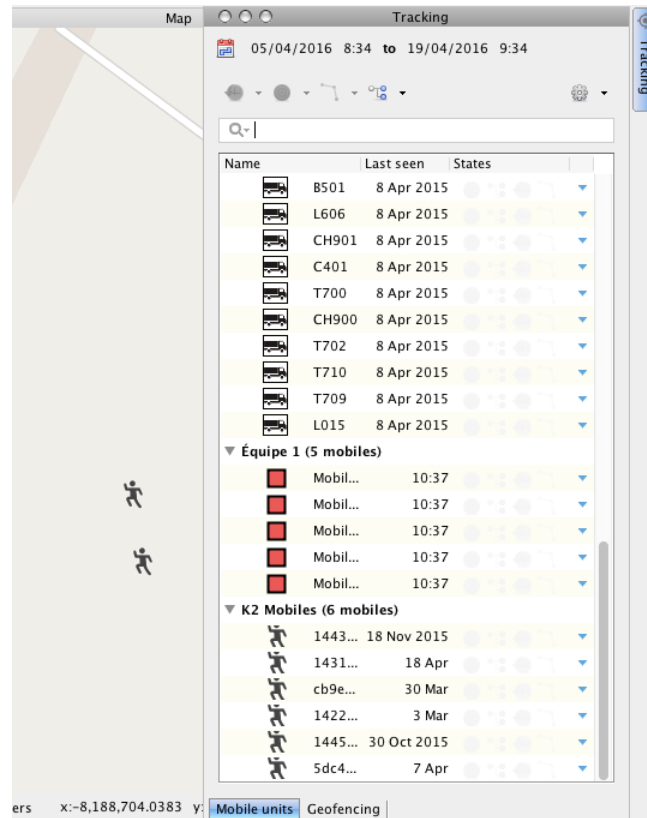 Map
Tracking
05/04/2016 8:34 to 19/04/2016 9:34
Tracking
Name Last seen States
B501 8 Apr 2015
L606 8 Apr 2015
CH901 8 Apr 2015
C401 8 Apr 2015
T700 8 Apr 2015
CH900 8 Apr 2015
T702 8 Apr 2015
T710 8 Apr 2015
T709 8 Apr 2015
L015 8 Apr 2015
Équipe 1 (5 mobiles)
Mobil... 10:37
Mobil... 10:37
Mobil... 10:37
Mobil... 10:37
Mobil... 10:37
K2 Mobiles (6 mobiles)
1443... 18 Nov 2015
1431... 18 Apr
cb9e... 30 Mar
1422... 3 Mar
1445... 30 Oct 2015
5dc4... 7 Apr
ers x:-8,188,704.0383 y:
Mobile units Geofencing